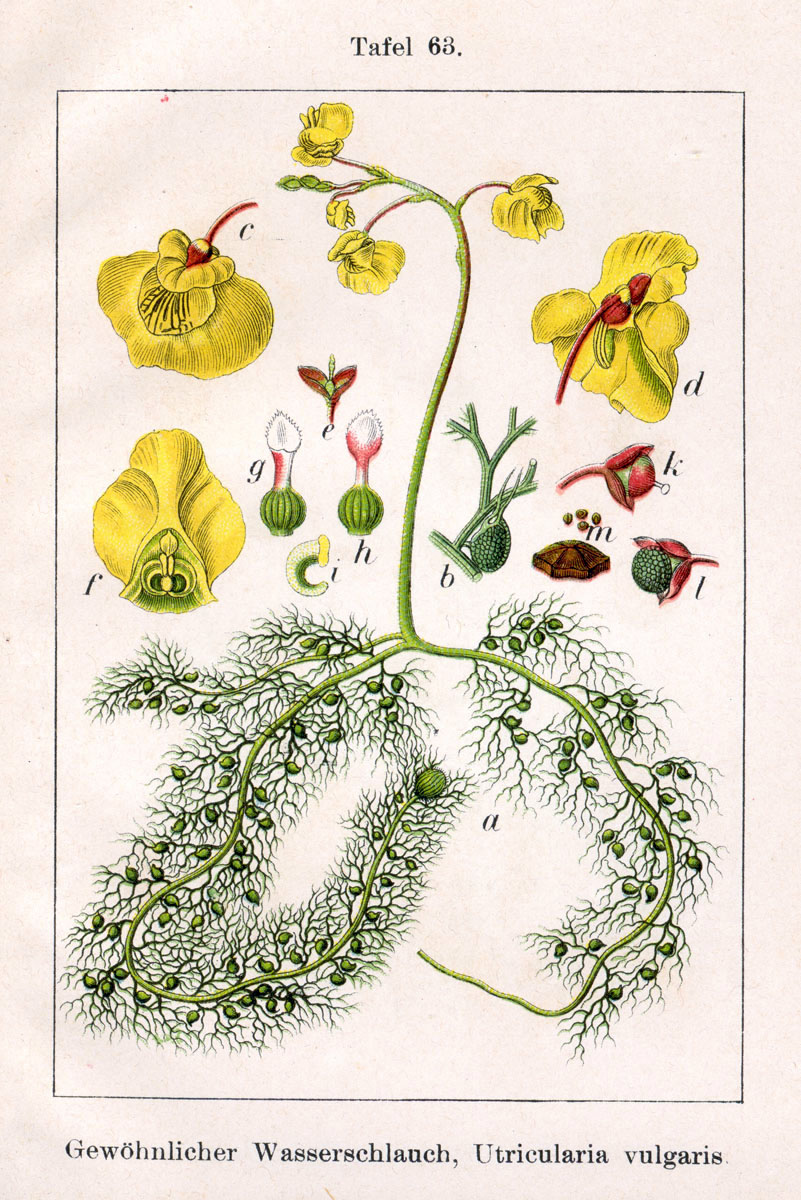 Tafel 63.
c
d
e
g
h
k
f
i
b
m
l
a
Gewöhnlicher Wasserschlauch, Utricularia vulgaris.